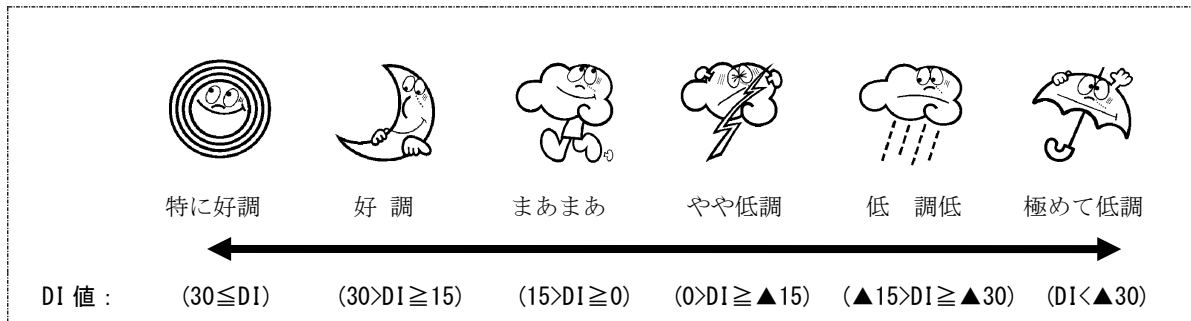 特に好調 好 調 まあまあ やや低調 低 調低 極めて低調
DI 値： (30≦DI) (30>DI≧15) (15>DI≧0) (0>DI≧▲15) (▲15>DI≧▲30) (DI<▲30)